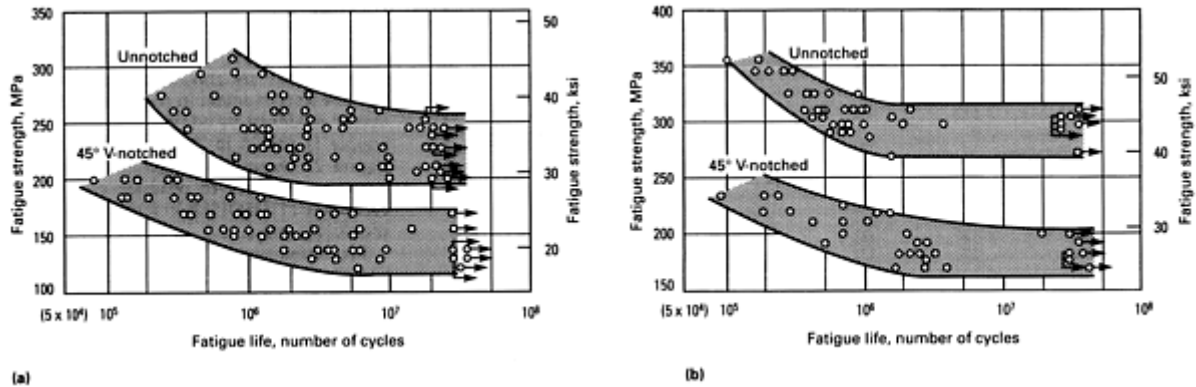 350
300
250
200
150
100
Fatigue strength, MPa
Unnotched
45° V-notched
50
40
30
20
Fatigue strength, ksi
(5 x 10⁴) 10⁵ 10⁶ 10⁷ 10⁸
Fatigue life, number of cycles
(a)
400
350
300
250
200
150
Fatigue strength, MPa
Unnotched
45° V-notched
50
40
30
Fatigue strength, ksi
(5 x 10⁴) 10⁵ 10⁶ 10⁷ 10⁸
Fatigue life, number of cycles
(b)